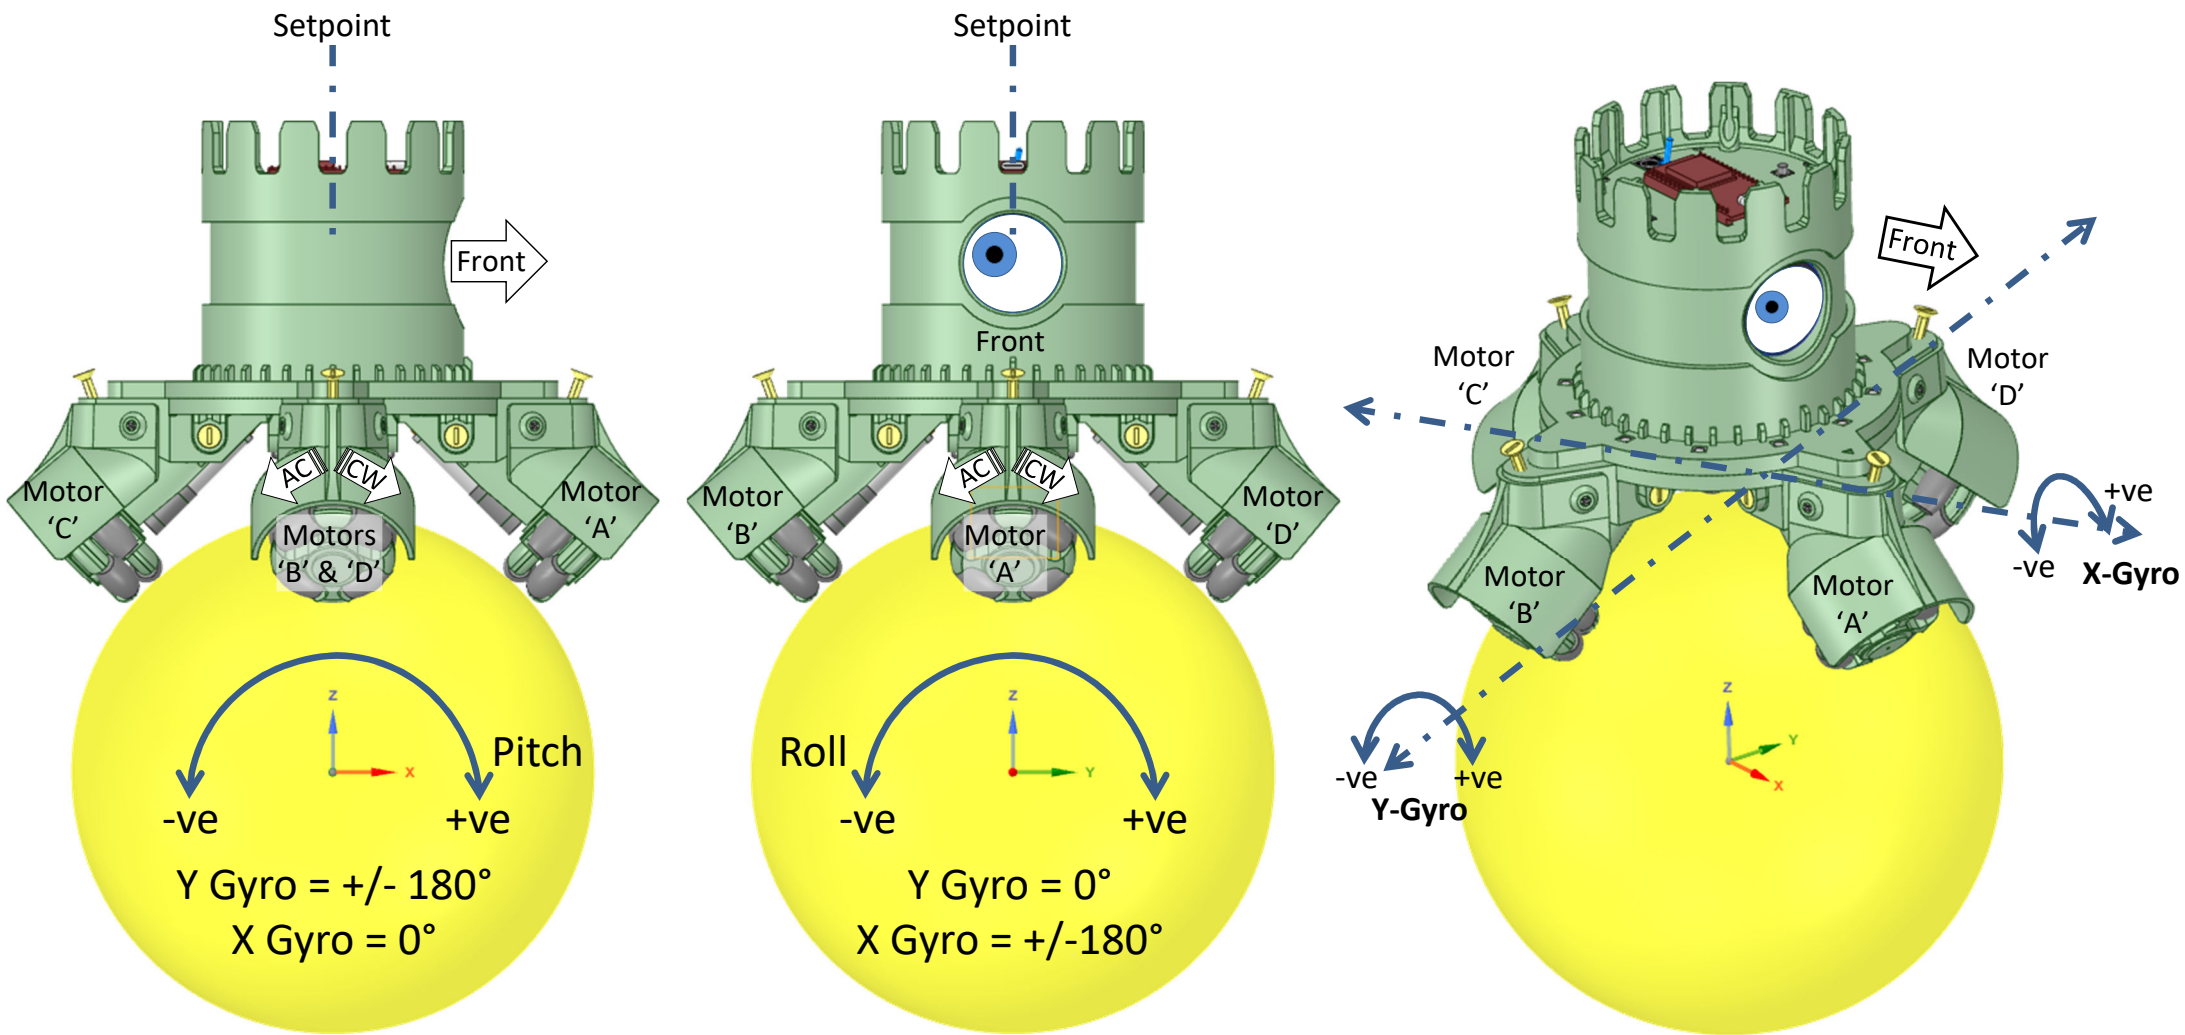 Setpoint
Front
Motor
‘C’
AC
CW
Motors
‘B’ & ‘D’
Motor
‘A’
Z
X
Pitch
-ve
+ve
Y Gyro = +/- 180°
X Gyro = 0°
Setpoint
Front
Motor
‘B’
AC
CW
Motor
‘A’
Motor
‘D’
Z
Y
Roll
-ve
+ve
Y Gyro = 0°
X Gyro = +/-180°
Front
Motor
‘C’
Motor
‘D’
Motor
‘B’
Motor
‘A’
+ve
-ve
X-Gyro
-ve
+ve
Y-Gyro
Z
Y
X